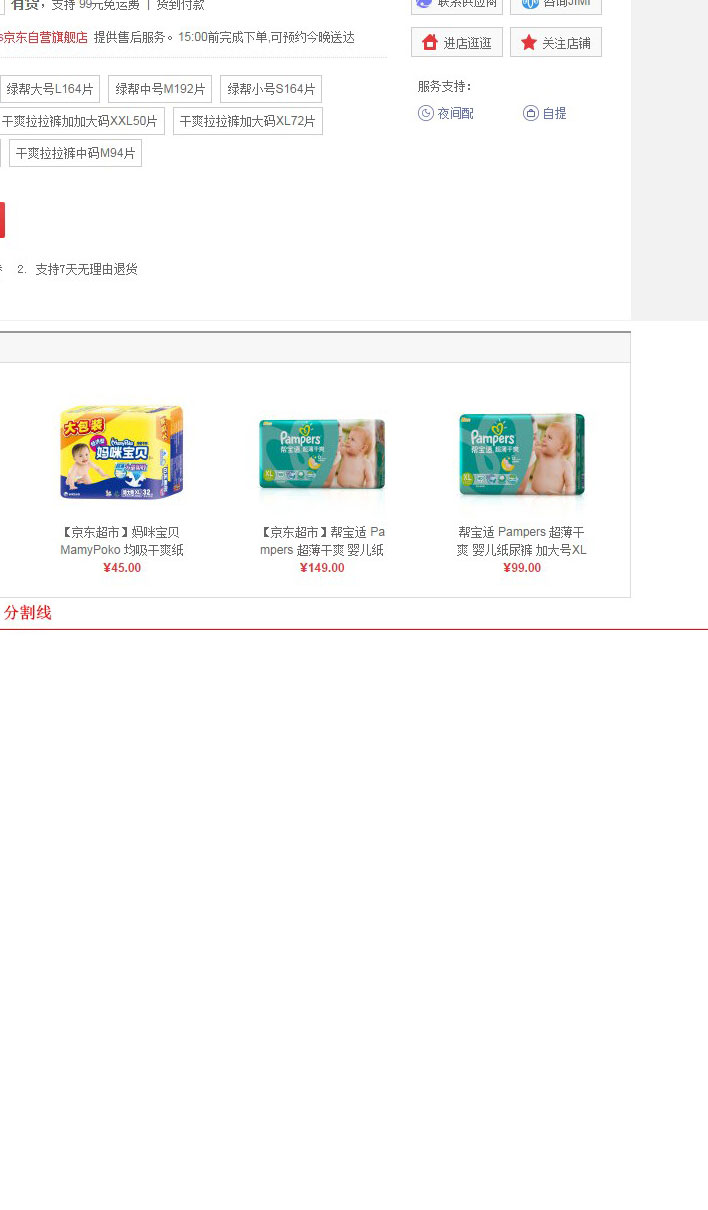 有货，支持 99元免运费 | 货到付款
联系供应商
咨询JIMI
s京东自营旗舰店 提供售后服务。15:00前完成下单,可预约今晚送达
进店逛逛
关注店铺
服务支持：
夜间配
自提
绿帮大号L164片
绿帮中号M192片
绿帮小号S164片
干爽拉拉裤加加大码XXL50片
干爽拉拉裤加大码XL72片
干爽拉拉裤中码M94片
2. 支持7天无理由退货
大包装
MamyPoko
妈咪宝贝
32
Pampers
帮宝适 超薄干爽
XL
Pampers
帮宝适 超薄干爽
XL
【京东超市】妈咪宝贝
MamyPoko 均吸干爽纸
¥45.00
【京东超市】帮宝适 Pa
mpers 超薄干爽 婴儿纸
¥149.00
帮宝适 Pampers 超薄干
爽 婴儿纸尿裤 加大号XL
¥99.00
分割线